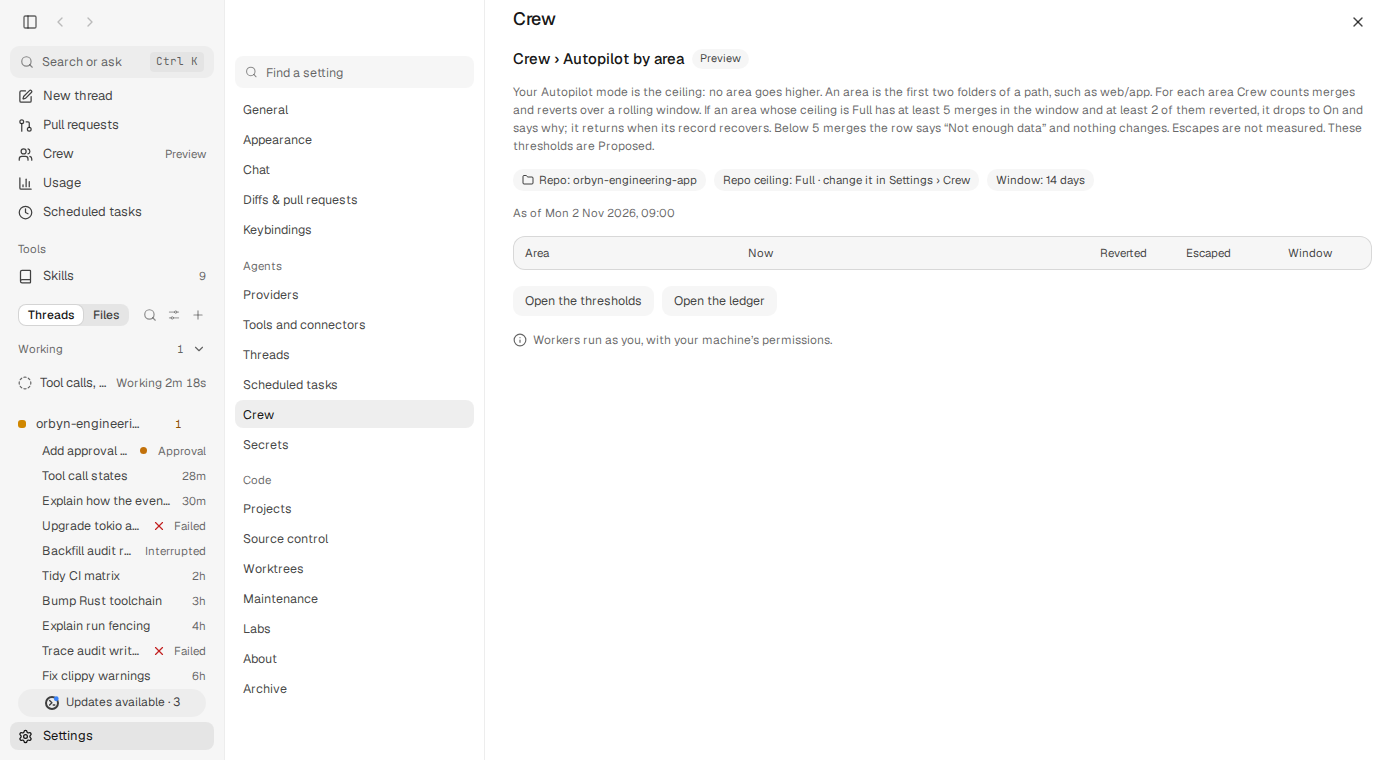 Search or ask
Ctrl K
New thread
Pull requests
Crew
Preview
Usage
Scheduled tasks
Tools
Skills
9
Threads
Files
Working
1
Tool calls, ...
Working 2m 18s
orbyn-engineeri...
1
Add approval ...
Approval
Tool call states
28m
Explain how the even...
30m
Upgrade tokio a...
Failed
Backfill audit r...
Interrupted
Tidy CI matrix
2h
Bump Rust toolchain
3h
Explain run fencing
4h
Trace audit writ...
Failed
Fix clippy warnings
6h
Updates available · 3
Settings
Find a setting
General
Appearance
Chat
Diffs & pull requests
Keybindings
Agents
Providers
Tools and connectors
Threads
Scheduled tasks
Crew
Secrets
Code
Projects
Source control
Worktrees
Maintenance
Labs
About
Archive
Crew
Crew › Autopilot by area
Preview
Your Autopilot mode is the ceiling: no area goes higher. An area is the first two folders of a path, such as web/app. For each area Crew counts merges
and reverts over a rolling window. If an area whose ceiling is Full has at least 5 merges in the window and at least 2 of them reverted, it drops to On and
says why; it returns when its record recovers. Below 5 merges the row says “Not enough data” and nothing changes. Escapes are not measured. These
thresholds are Proposed.
Repo: orbyn-engineering-app
Repo ceiling: Full · change it in Settings › Crew
Window: 14 days
As of Mon 2 Nov 2026, 09:00
Area
Now
Reverted
Escaped
Window
Open the thresholds
Open the ledger
Workers run as you, with your machine's permissions.